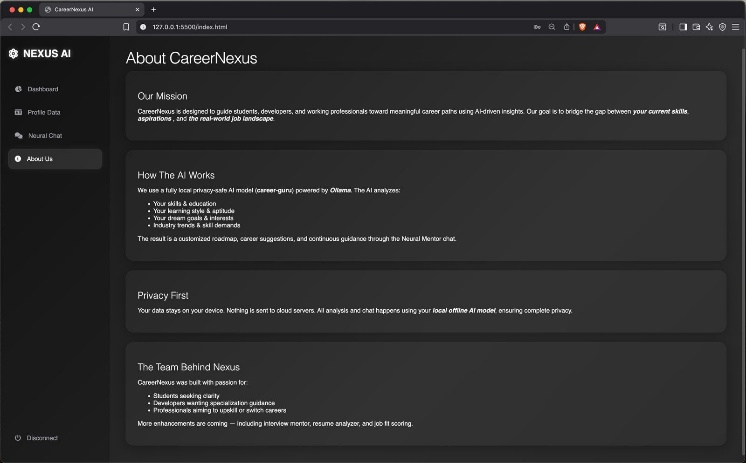 CareerNexus AI
127.0.0.1:5500/index.html
NEXUS AI
Dashboard
Profile Data
Neural Chat
About Us
Disconnect
About CareerNexus
Our Mission
CareerNexus is designed to guide students, developers, and working professionals toward meaningful career paths using AI-driven insights. Our goal is to bridge the gap between your current skills,
aspirations , and the real-world job landscape.
How The AI Works
We use a fully local privacy-safe AI model (career-guru) powered by Ollama. The AI analyzes:
• Your skills & education
• Your learning style & aptitude
• Your dream goals & interests
• Industry trends & skill demands
The result is a customized roadmap, career suggestions, and continuous guidance through the Neural Mentor chat.
Privacy First
Your data stays on your device. Nothing is sent to cloud servers. All analysis and chat happens using your local offline AI model, ensuring complete privacy.
The Team Behind Nexus
CareerNexus was built with passion for:
• Students seeking clarity
• Developers wanting specialization guidance
• Professionals aiming to upskill or switch careers
More enhancements are coming — including interview mentor, resume analyzer, and job fit scoring.